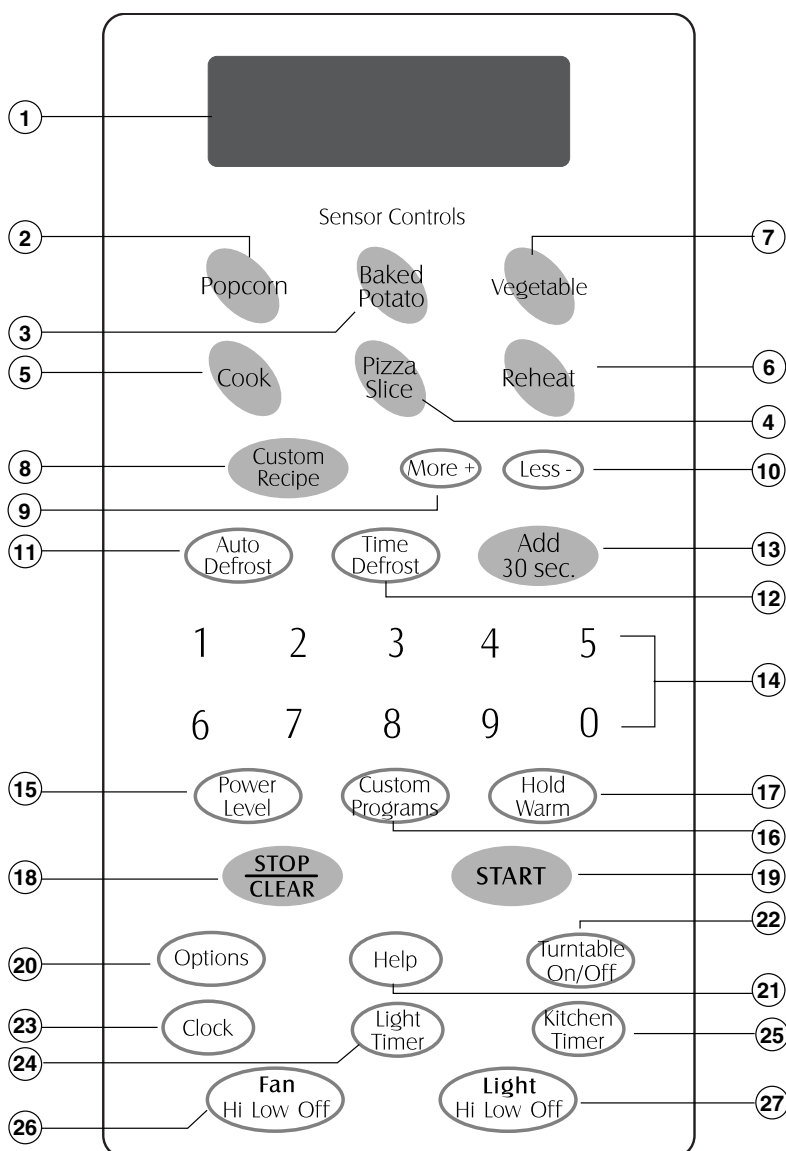 1
Sensor Controls
2
7
Popcorn
Baked
Potato
Vegetable
3
5
Cook
Pizza
Slice
Reheat
6
4
8
Custom
Recipe
More +
Less -
10
9
11
Auto
Defrost
Time
Defrost
Add
30 sec.
13
12
1 2 3 4 5
14
6 7 8 9 0
15
Power
Level
Custom
Programs
Hold
Warm
17
16
18
STOP
CLEAR
START
19
22
20
Options
Help
Turntable
On/Off
21
23
Clock
Light
Timer
Kitchen
Timer
25
24
Fan
Hi Low Off
Light
Hi Low Off
27
26